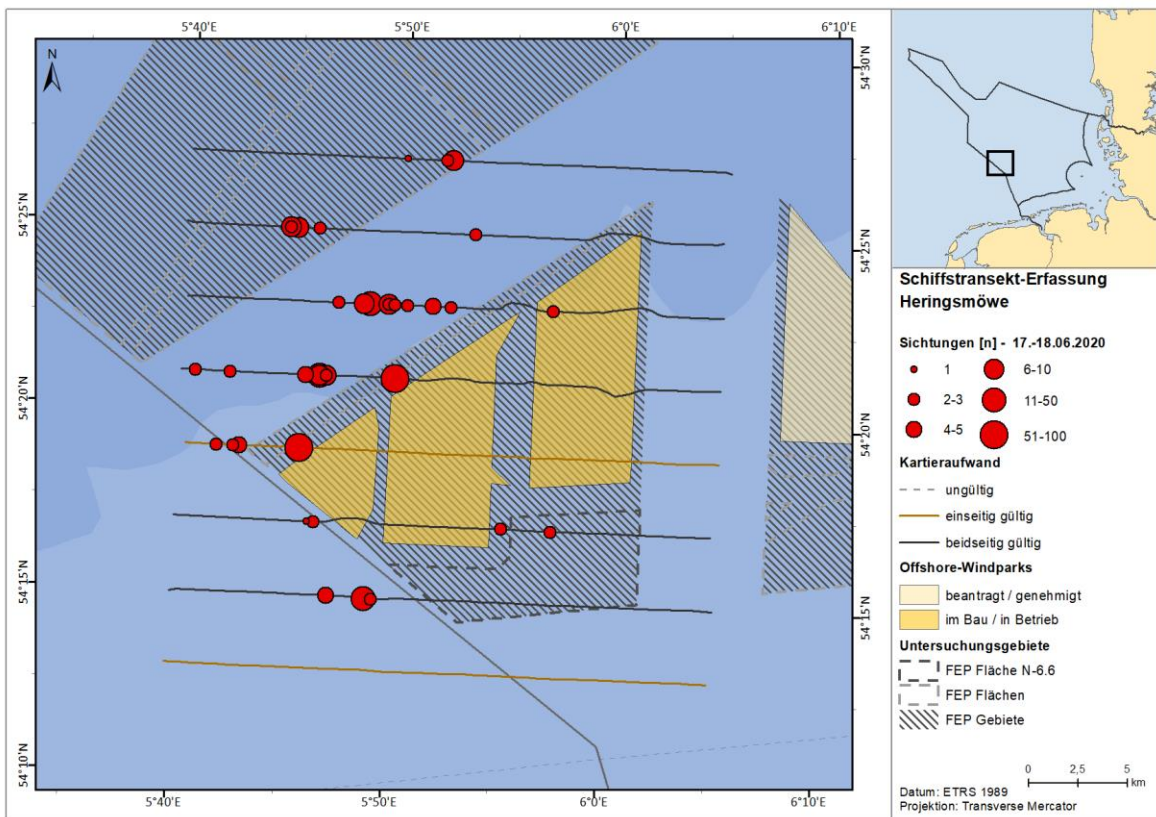 5°40'E 5°50'E 6°0'E 6°10'E
N
54°30'N
54°25'N
54°25'N
54°20'N
54°20'N
54°15'N
54°15'N
54°10'N
5°40'E 5°50'E 6°0'E 6°10'E
Schiffstransekt-Erfassung
Heringsmöwe
Sichtungen [n] - 17.-18.06.2020
1 6-10
2-3 11-50
4-5 51-100
Kartieraufwand
ungültig
einseitig gültig
beidseitig gültig
Offshore-Windparks
beantragt / genehmigt
im Bau / in Betrieb
Untersuchungsgebiete
FEP Fläche N-6.6
FEP Flächen
FEP Gebiete
0 2,5 5
km
Datum: ETRS 1989
Projektion: Transverse Mercator